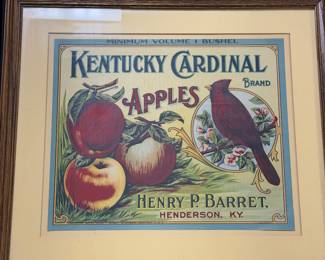 MINIMUM VOLUME 1 BUSHEL
KENTUCKY CARDINAL
BRAND
APPLES
HENRY P. BARRET,
HENDERSON, KY.